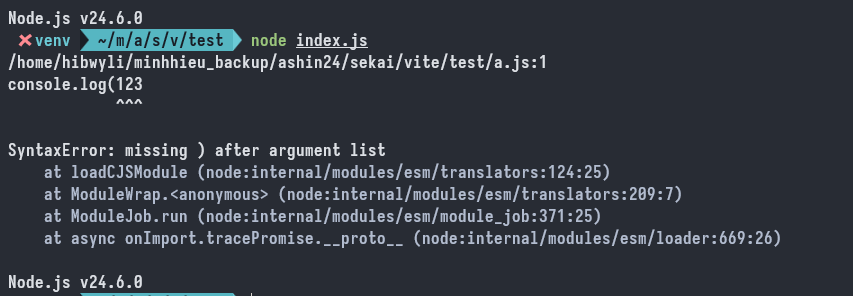 Node.js v24.6.0
✖venv ~/m/a/s/v/test node index.js
/home/hibwyli/minhhieu_backup/ashin24/sekai/vite/test/a.js:1
console.log(123
            ^^^
SyntaxError: missing ) after argument list
    at loadCJSModule (node:internal/modules/esm/translators:124:25)
    at ModuleWrap.<anonymous> (node:internal/modules/esm/translators:209:7)
    at ModuleJob.run (node:internal/modules/esm/module_job:371:25)
    at async onImport.tracePromise.__proto__ (node:internal/modules/esm/loader:669:26)
Node.js v24.6.0